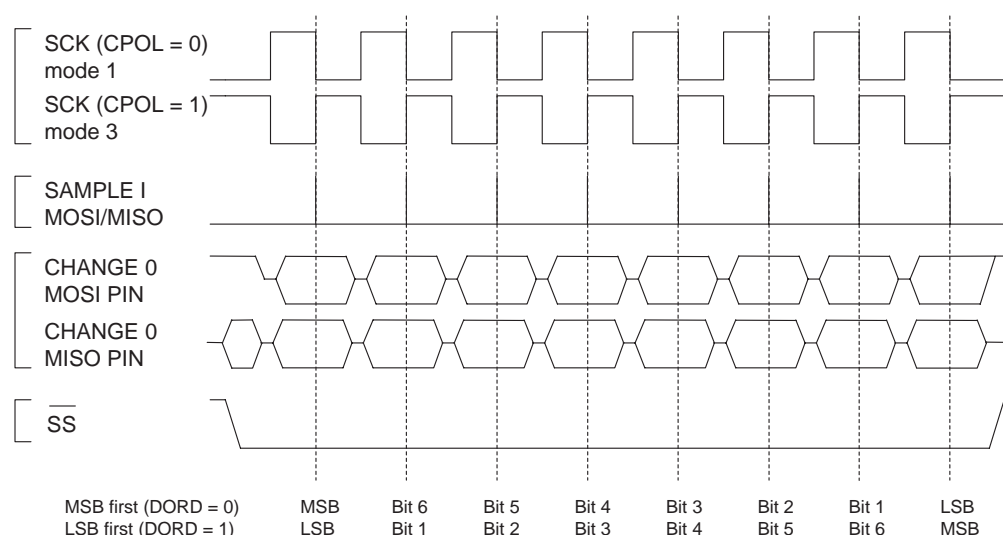 SCK (CPOL = 0)
mode 1
SCK (CPOL = 1)
mode 3
SAMPLE I
MOSI/MISO
CHANGE 0
MOSI PIN
CHANGE 0
MISO PIN
SS
MSB first (DORD = 0) MSB Bit 6 Bit 5 Bit 4 Bit 3 Bit 2 Bit 1 LSB
LSB first (DORD = 1) LSB Bit 1 Bit 2 Bit 3 Bit 4 Bit 5 Bit 6 MSB